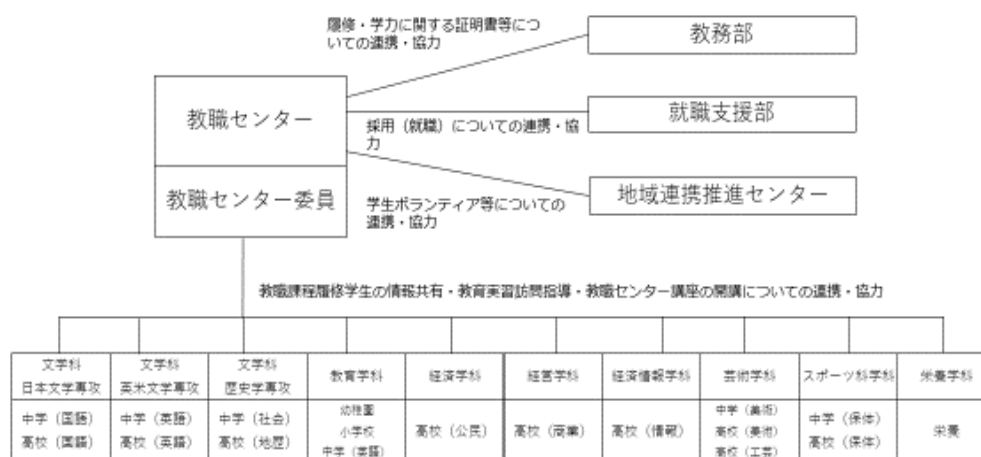 履修・学力に関する証明書等につ
いての連携・協力
教務部
教職センター
就職支援部
採用（就職）についての連携・協
力
教職センター委員
地域連携推進センター
学生ボランティア等についての
連携・協力
教職課程履修学生の情報共有・教育実習訪問指導・教職センター講座の開講についての連携・協力
文学科
日本文学専攻
文学科
英米文学専攻
文学科
歴史学専攻
教育学科
経済学科
経営学科
経済情報学科
芸術学科
スポーツ科学科
栄養学科
中学（国語）
高校（国語）
中学（英語）
高校（英語）
中学（社会）
高校（地歴）
幼稚園
小学校
中学（英語）
高校（公民）
高校（商業）
高校（情報）
中学（美術）
高校（美術）
高校（工芸）
中学（保体）
高校（保体）
栄養